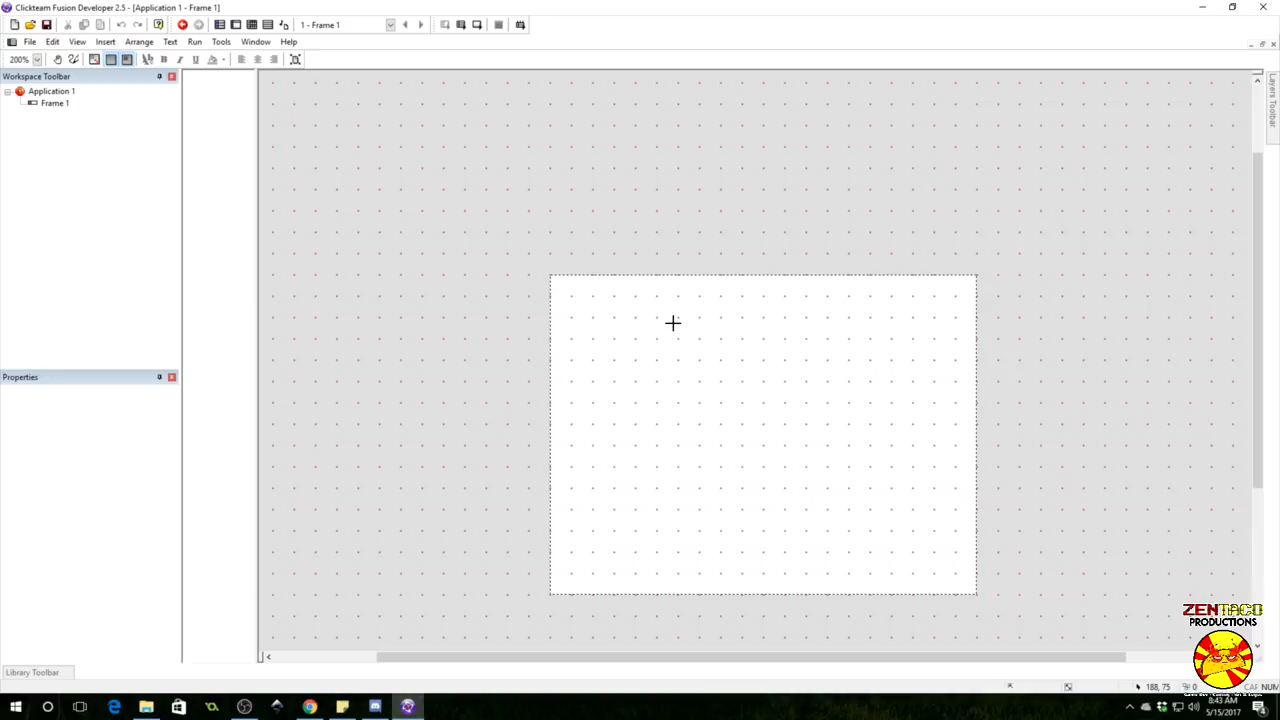 Clickteam Fusion Developer 2.5 - [Application 1 - Frame 1]
1 - Frame 1
File Edit View Insert Arrange Text Run Tools Window Help
200%
Workspace Toolbar
Layers Toolbar
Application 1
Frame 1
Properties
ZENTACO
PRODUCTIONS
Library Toolbar
188, 75
0
CAP
NUM
8:43 AM
5/15/2017